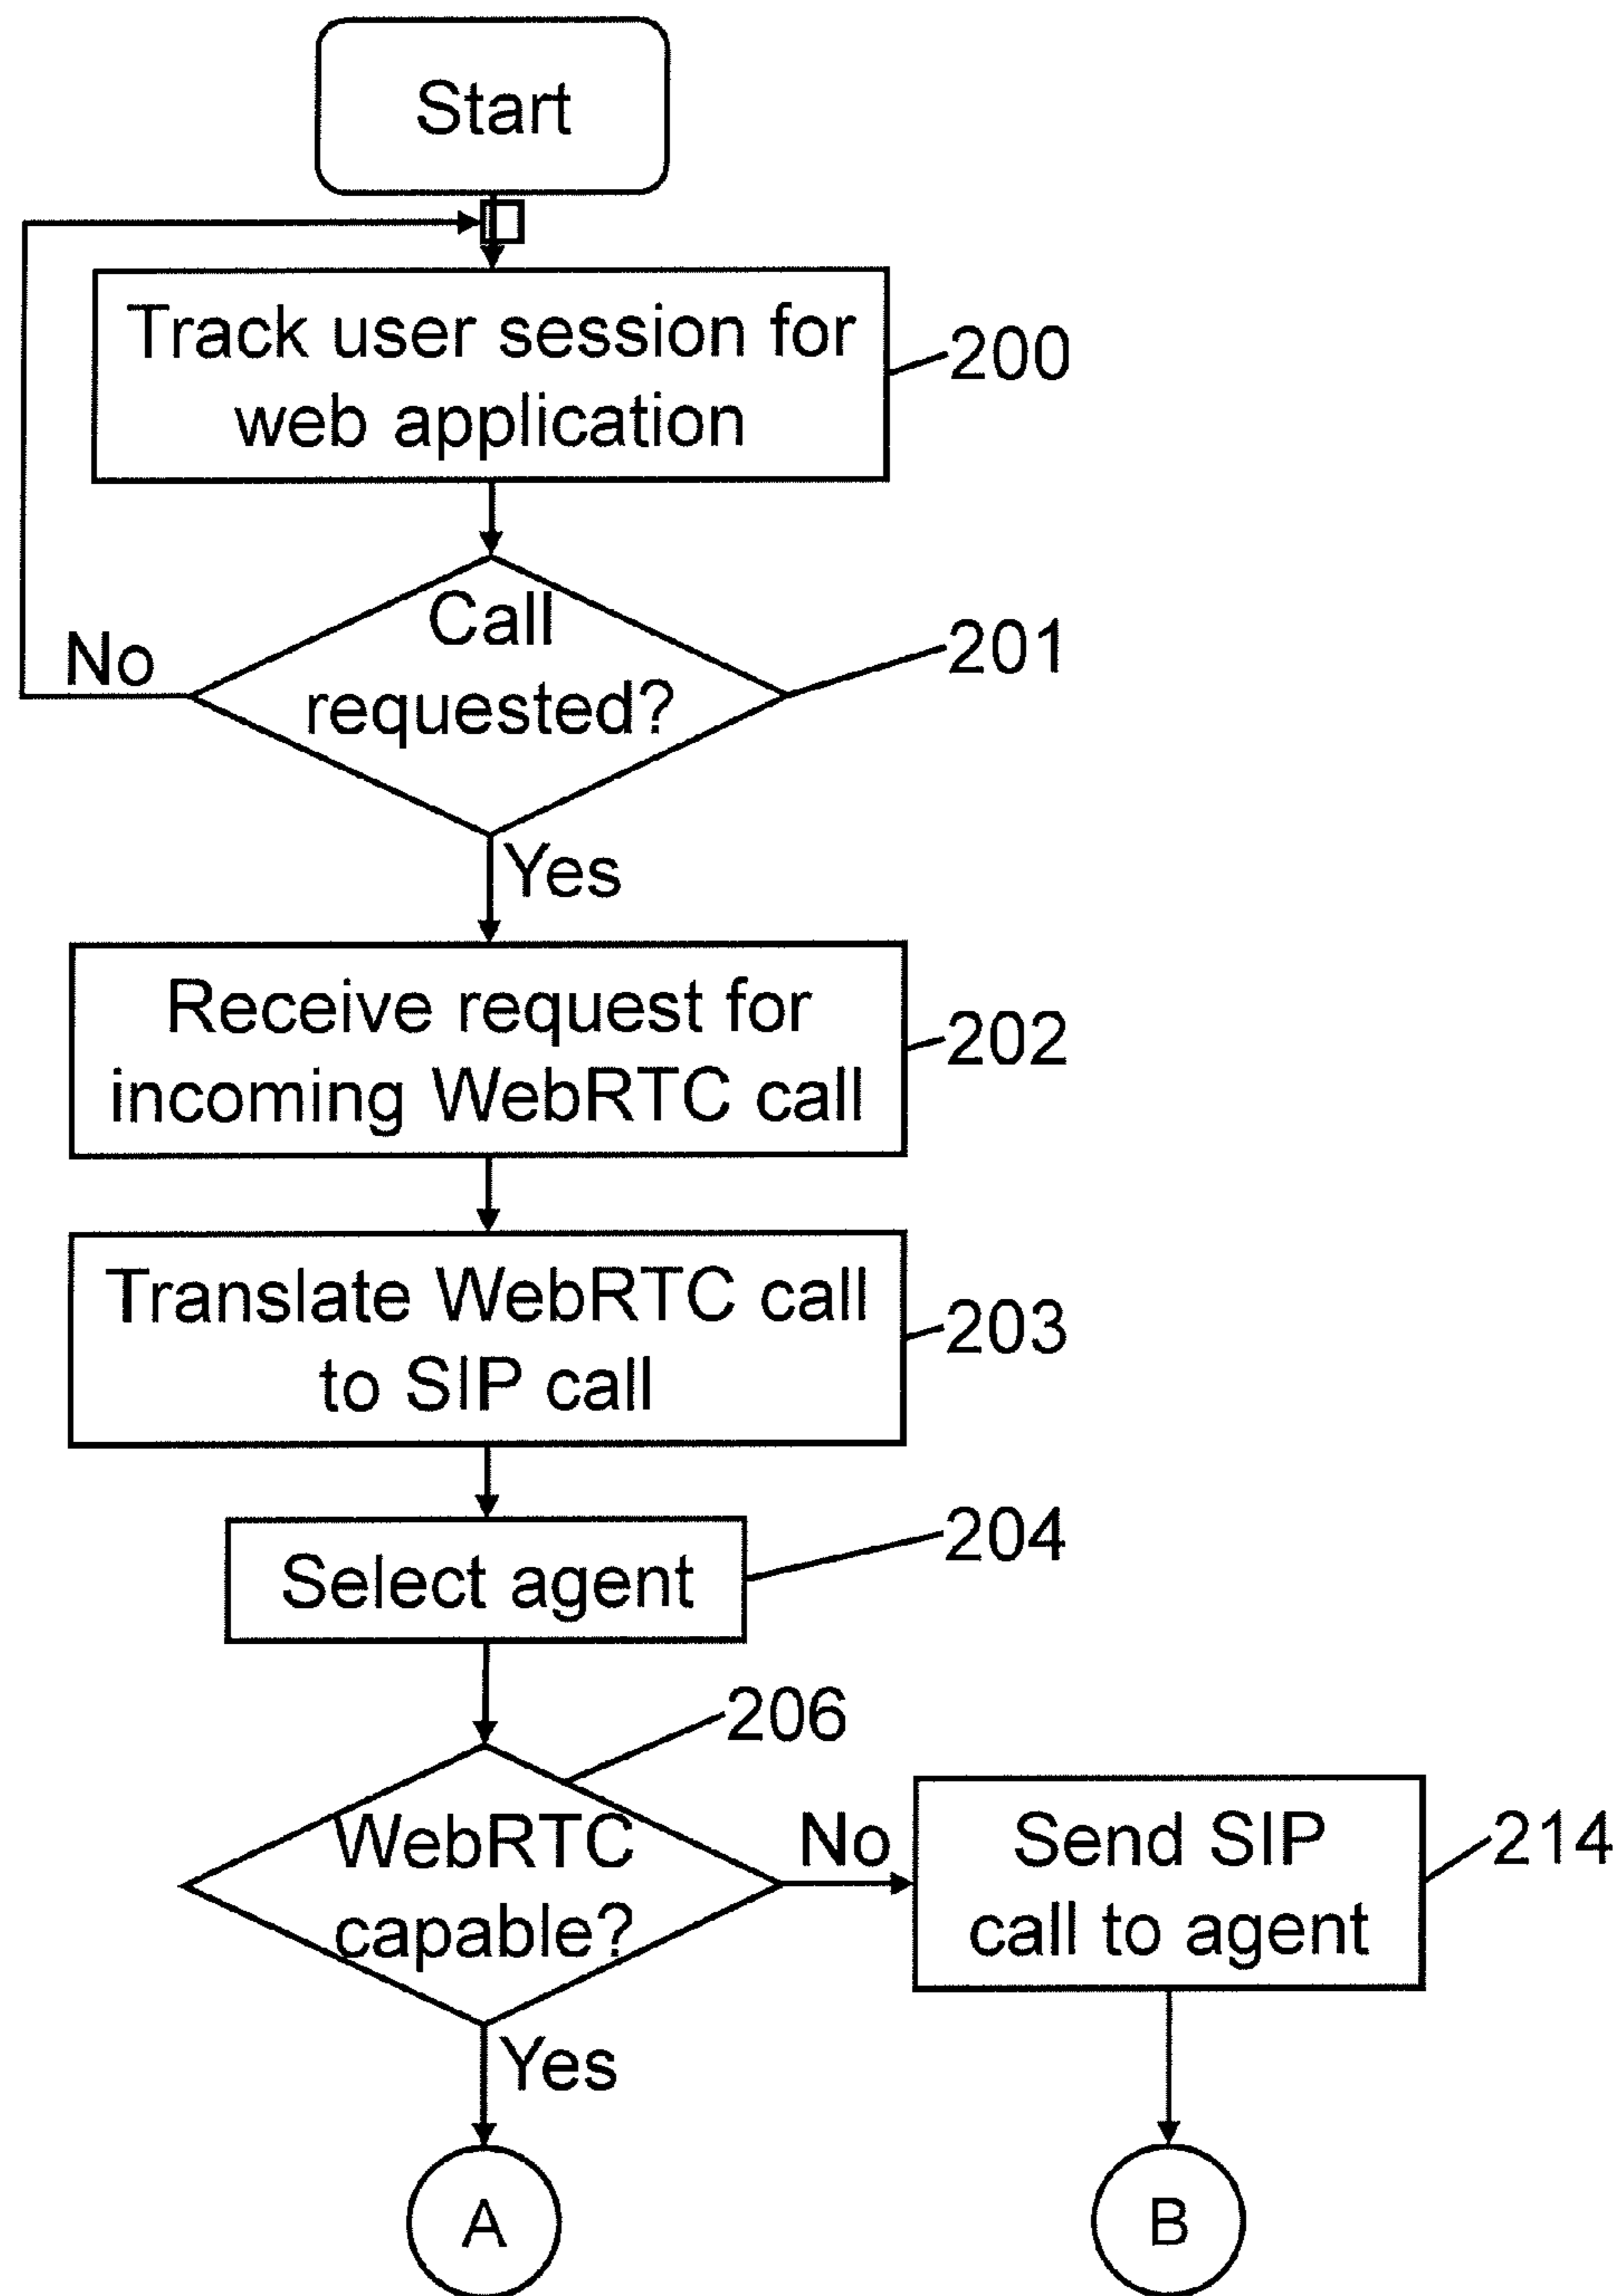 Start
Track user session for
web application
200
Call
requested?
201
No
Yes
Receive request for
incoming WebRTC call
202
Translate WebRTC call
to SIP call
203
Select agent
204
206
WebRTC
capable?
No
Send SIP
call to agent
214
Yes
A
B